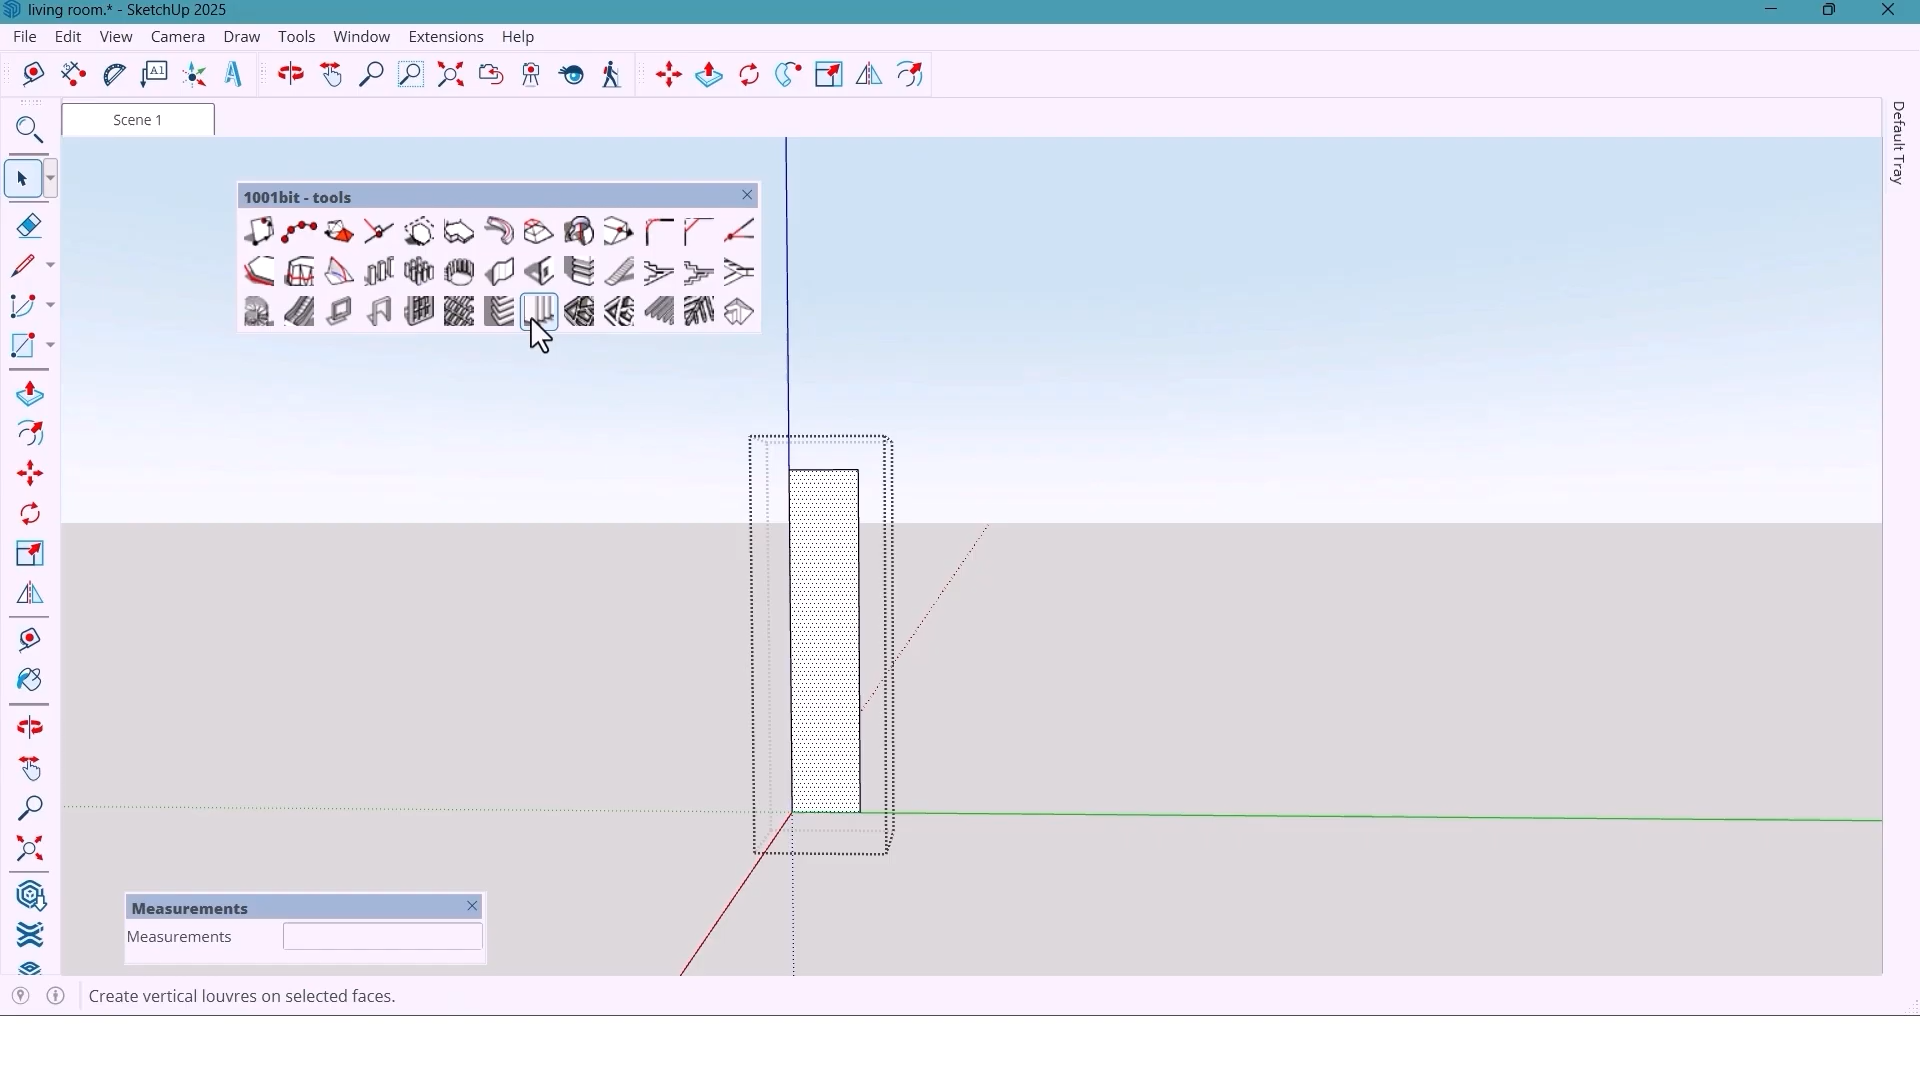 living room.* - SketchUp 2025
File Edit View Camera Draw Tools Window Extensions Help
A1
Scene 1
Default Tray
1001bit - tools
Measurements
Measurements
Create vertical louvres on selected faces.